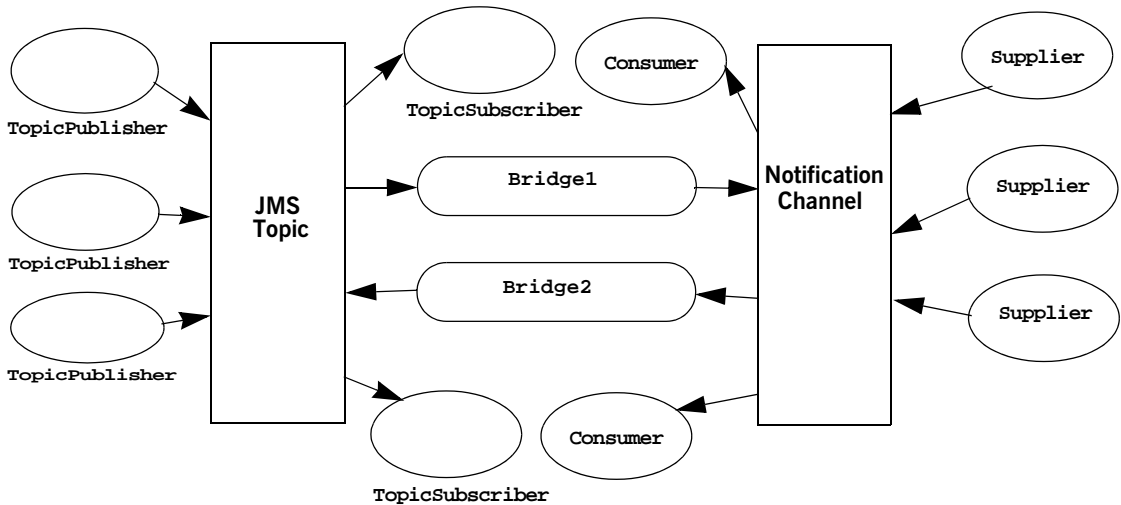 Supplier
Consumer
TopicSubscriber
TopicPublisher
Bridge1
Notification
Channel
Supplier
JMS
Topic
TopicPublisher
Bridge2
Supplier
TopicPublisher
Consumer
TopicSubscriber